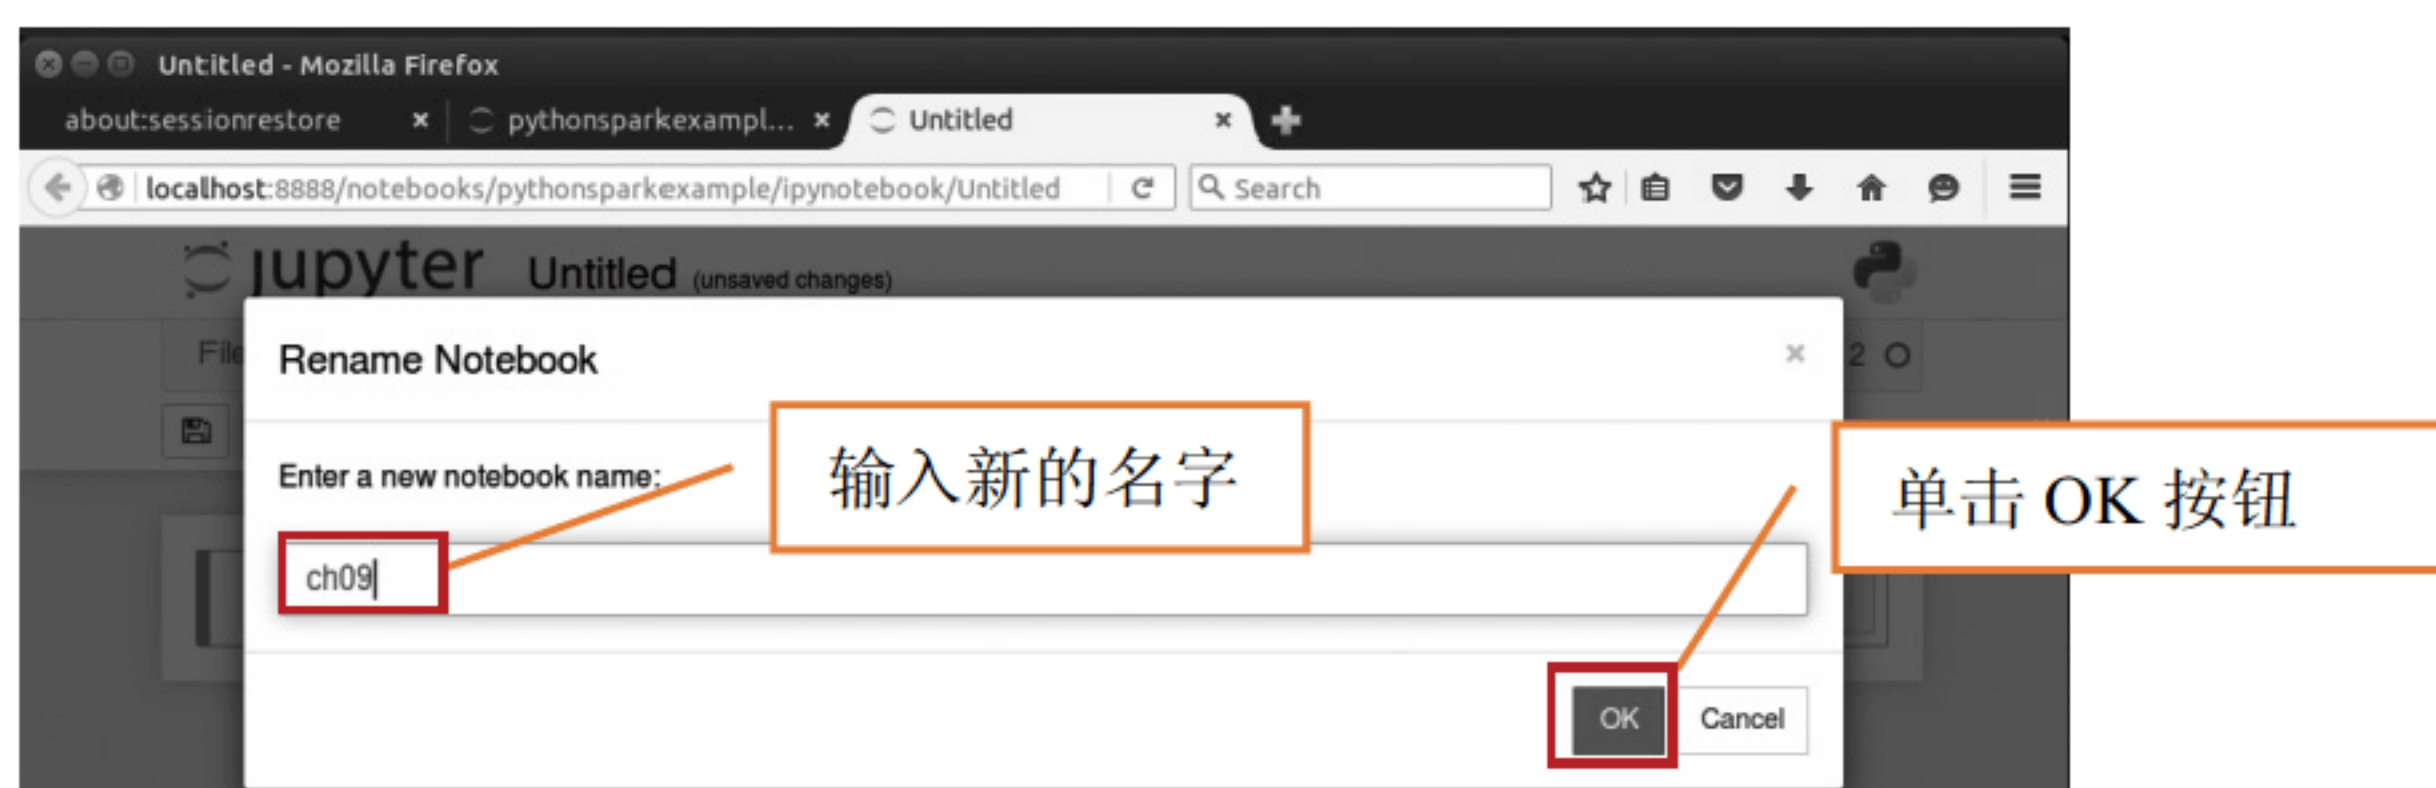 Untitled - Mozilla Firefox
about:sessionrestore
pythonsparkexampl...
Untitled
localhost:8888/notebooks/pythonsparkexample/ipynotebook/Untitled
Search
jupyter Untitled (unsaved changes)
File
2
Rename Notebook
Enter a new notebook name:
输入新的名字
单击 OK 按钮
ch09
OK
Cancel